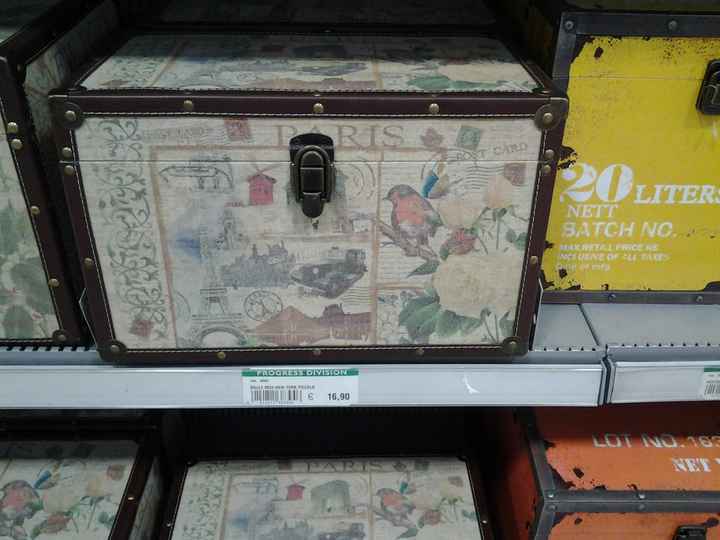 PARIS
POST CARD
20 LITERS
NETT
BATCH NO.
MAX.RETAIL PRICE RS.
INCLUSIVE OF ALL TAXES
PROGRESS DIVISION
€ 16,90
LOT NO.
NET
PARIS